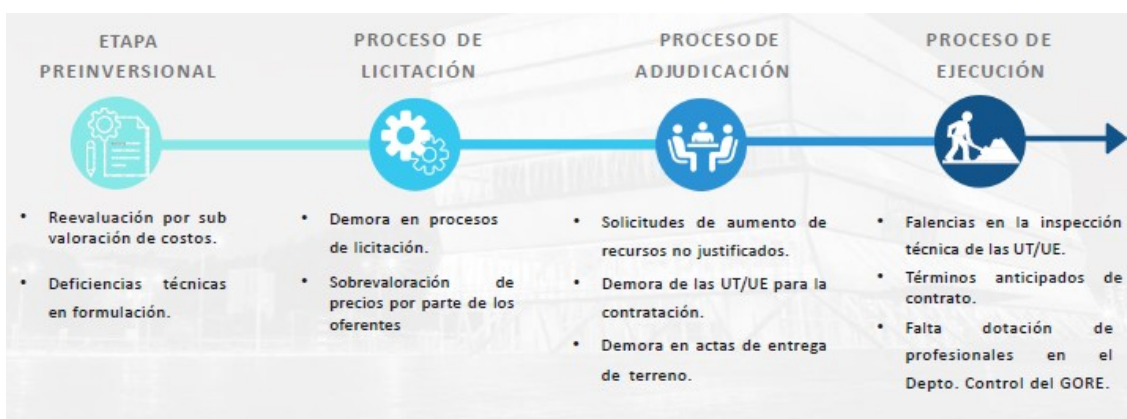 ETAPA
PREINVERSIONAL
• Reevaluación por sub
valoración de costos.
• Deficiencias técnicas
en formulación.
PROCESO DE
LICITACIÓN
• Demora en procesos
de licitación.
• Sobrevaloración de
precios por parte de los
oferentes
PROCESO DE
ADJUDICACIÓN
• Solicitudes de aumento de
recursos no justificados.
• Demora de las UT/UE para la
contratación.
• Demora en actas de entrega
de terreno.
PROCESO DE
EJECUCIÓN
• Falencias en la inspección
técnica de las UT/UE.
• Términos anticipados de
contrato.
• Falta dotación de
profesionales en el
Depto. Control del GORE.